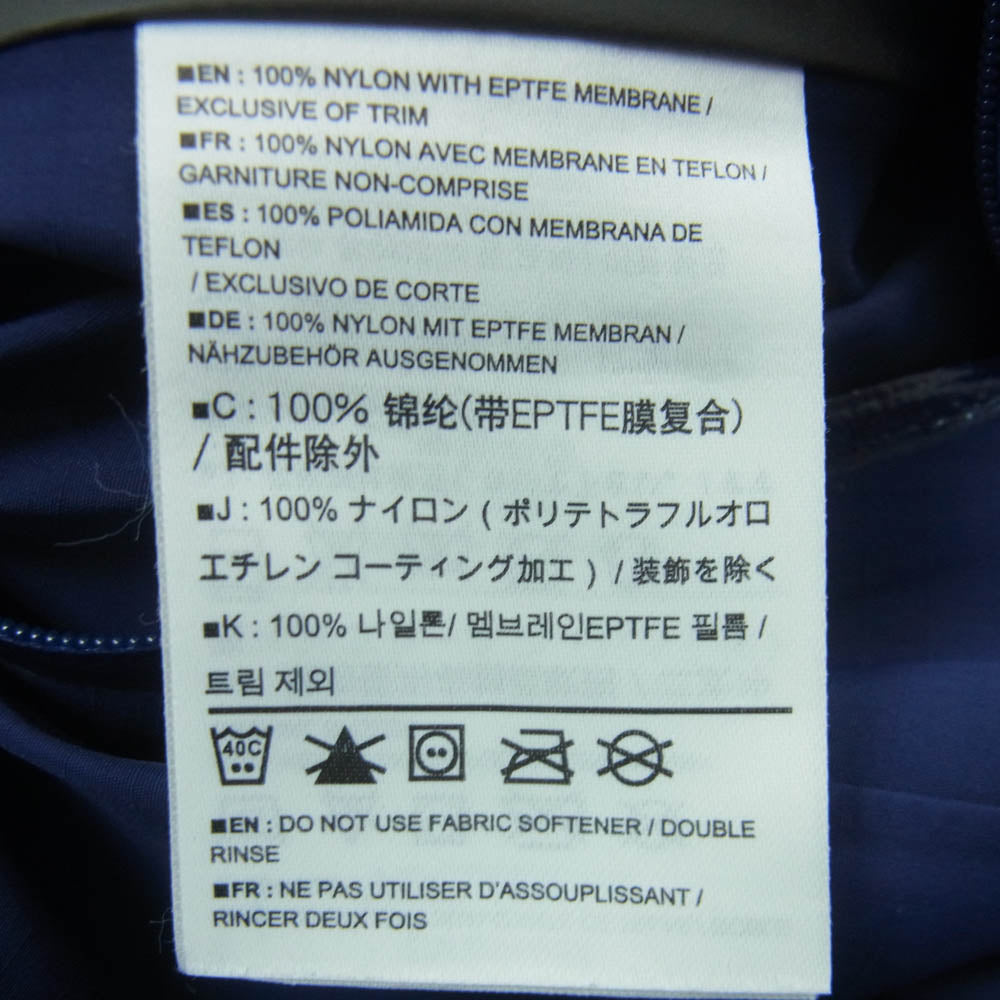 ■EN : 100% NYLON WITH EPTFE MEMBRANE /
EXCLUSIVE OF TRIM
■FR : 100% NYLON AVEC MEMBRANE EN TEFLON /
GARNITURE NON-COMPRISE
■ES : 100% POLIAMIDA CON MEMBRANA DE
TEFLON
/ EXCLUSIVO DE CORTE
■DE : 100% NYLON MIT EPTFE MEMBRAN /
NÄHZUBEHÖR AUSGENOMMEN
■C : 100% 锦纶(带EPTFE膜复合)
/ 配件除外
■J : 100% ナイロン ( ポリテトラフルオロ
エチレン コーティング加工 ) / 装飾を除く
■K : 100% 나일론/ 멤브레인EPTFE 필름 /
트림 제외
40C
■EN : DO NOT USE FABRIC SOFTENER / DOUBLE
RINSE
■FR : NE PAS UTILISER D'ASSOUPLISSANT /
RINCER DEUX FOIS